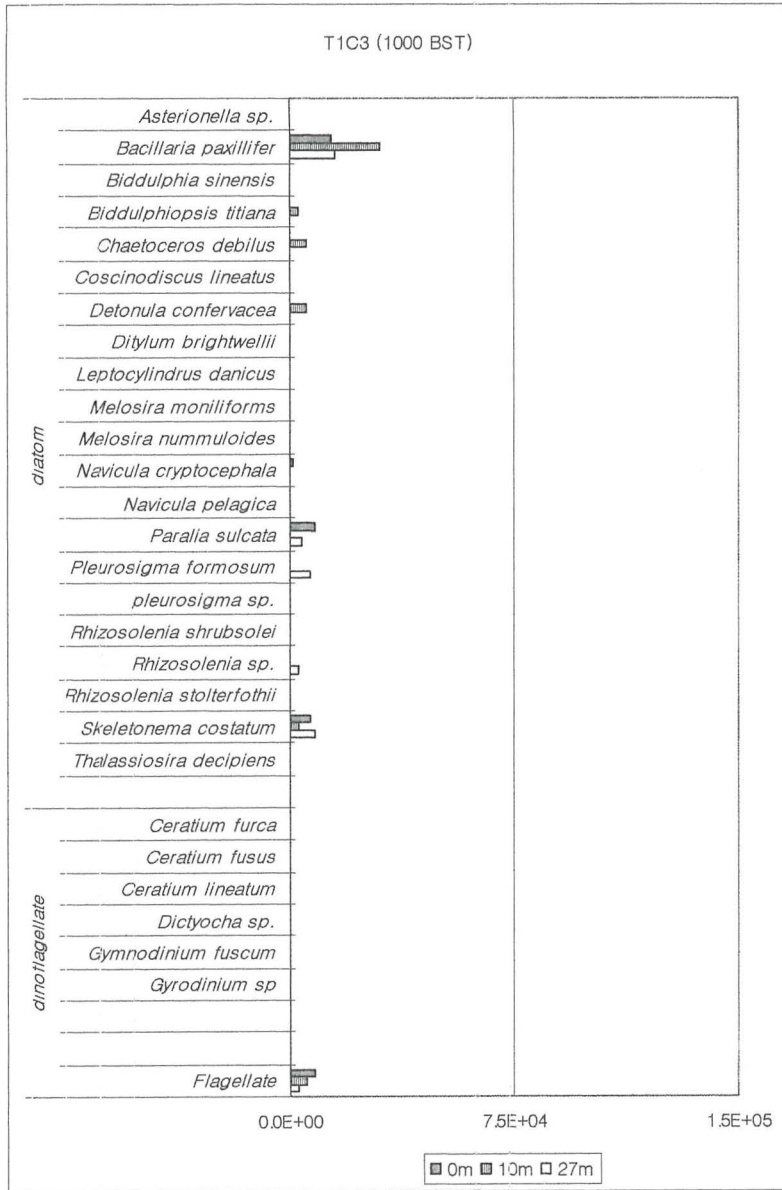 T1C3 (1000 BST)
Asterionella sp.
Bacillaria paxillifer
Biddulphia sinensis
Biddulphiopsis titiana
Chaetoceros debilus
Coscinodiscus lineatus
Detonula confervacea
Ditylum brightwellii
Leptocylindrus danicus
Melosira moniliforms
Melosira nummuloides
Navicula cryptocephala
Navicula pelagica
Paralia sulcata
Pleurosigma formosum
pleurosigma sp.
Rhizosolenia shrubsolei
Rhizosolenia sp.
Rhizosolenia stolterfothii
Skeletonema costatum
Thalassiosira decipiens
diatom
Ceratium furca
Ceratium fusus
Ceratium lineatum
Dictyocha sp.
Gymnodinium fuscum
Gyrodinium sp
dinoflagellate
Flagellate
0.0E+00 7.5E+04 1.5E+05
0m 10m 27m